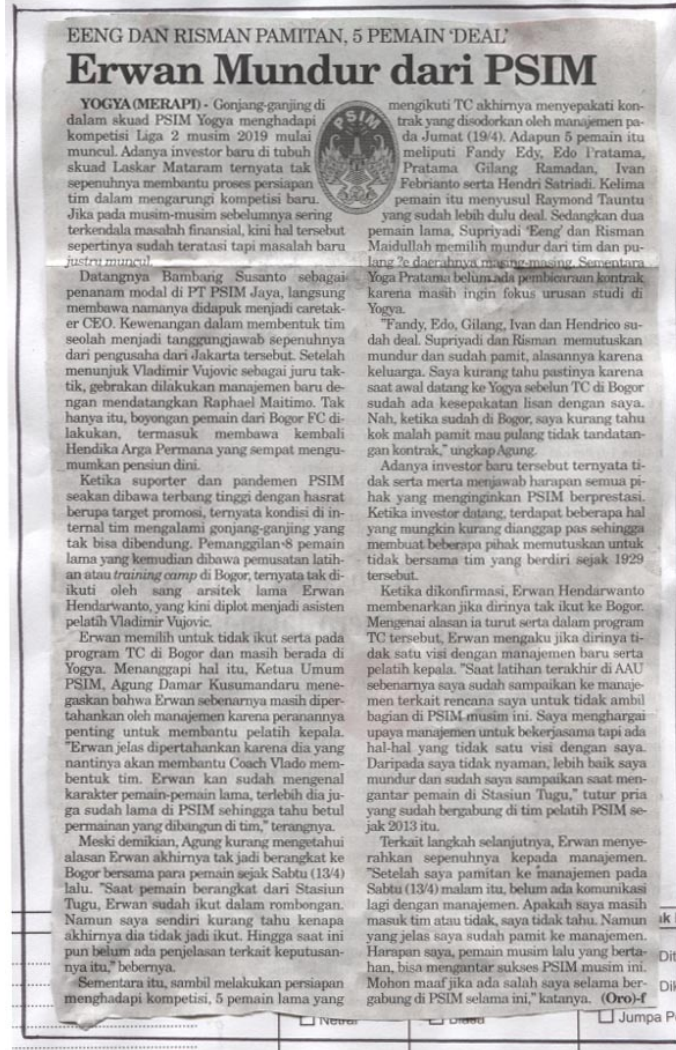 EENG DAN RISMAN PAMITAN, 5 PEMAIN 'DEAL'
Erwan Mundur dari PSIM
YOGYA (MERAPI) - Gonjang-ganjing di
dalam skuad PSIM Yogya menghadapi
kompetisi Liga 2 musim 2019 mulai
muncul. Adanya investor baru di tubuh
skuad Laskar Mataram ternyata tak
sepenuhnya membantu proses persiapan
tim dalam mengarungi kompetisi baru.
Jika pada musim-musim sebelumnya sering
terkendala masalah finansial, kini hal tersebut
sepertinya sudah teratasi tapi masalah baru
justru muncul.
Datangnya Bambang Susanto sebagai
penanam modal di PT PSIM Jaya, langsung
membawa namanya didapuk menjadi caretak-
er CEO. Kewenangan dalam membentuk tim
seolah menjadi tanggungjawab sepenuhnya
dari pengusaha dari Jakarta tersebut. Setelah
menunjuk Vladimir Vujovic sebagai juru tak-
tik, gebrakan dilakukan manajemen baru de-
ngan mendatangkan Raphael Maitimo. Tak
hanya itu, boyongan pemain dari Bogor FC di-
lakukan, termasuk membawa kembali
Hendika Arga Permana yang sempat mengu-
mumkan pensiun dini.
Ketika suporter dan pandemen PSIM
seakan dibawa terbang tinggi dengan hasrat
berupa target promosi, ternyata kondisi di in-
ternal tim mengalami gonjang-ganjing yang
tak bisa dibendung. Pemanggilan 8 pemain
lama yang kemudian dibawa pemusatan latih-
an atau training camp di Bogor, ternyata tak di-
ikuti oleh sang arsitek lama Erwan
Hendarwanto, yang kini diplot menjadi asisten
pelatih Vladimir Vujovic.
Erwan memilih untuk tidak ikut serta pada
program TC di Bogor dan masih berada di
Yogya. Menanggapi hal itu, Ketua Umum
PSIM, Agung Damar Kusumandaru mene-
gaskan bahwa Erwan sebenarnya masih diper-
tahankan oleh manajemen karena peranannya
penting untuk membantu pelatih kepala.
"Erwan jelas dipertahankan karena dia yang
nantinya akan membantu Coach Vlado mem-
bentuk tim. Erwan kan sudah mengenal
karakter pemain-pemain lama, terlebih dia ju-
ga sudah lama di PSIM sehingga tahu betul
permainan yang dibangun di tim," terangnya.
Meski demikian, Agung kurang mengetahui
alasan Erwan akhirnya tak jadi berangkat ke
Bogor bersama para pemain sejak Sabtu (13/4)
lalu. "Saat pemain berangkat dari Stasiun
Tugu, Erwan sudah ikut dalam rombongan.
Namun saya sendiri kurang tahu kenapa
akhirnya dia tidak jadi ikut. Hingga saat ini
pun belum ada penjelasan terkait keputusan-
nya itu," bebernya.
Sementara itu, sambil melakukan persiapan
menghadapi kompetisi, 5 pemain lama yang
PSIM
mengikuti TC akhirnya menyepakati kon-
trak yang disodorkan oleh manajemen pa-
da Jumat (19/4). Adapun 5 pemain itu
meliputi Fandy Edy, Edo Pratama,
Pratama Gilang Ramadan, Ivan
Febrianto serta Hendri Satriadi. Kelima
pemain itu menyusul Raymond Tauntu
yang sudah lebih dulu deal. Sedangkan dua
pemain lama, Supriyadi 'Eeng' dan Risman
Maidullah memilih mundur dari tim dan pu-
lang ?e daerahnya masing-masing. Sementara
Yoga Pratama belum ada pembicaraan kontrak
karena masih ingin fokus urusan studi di
Yogya.
"Fandy, Edo, Gilang, Ivan dan Hendrico su-
dah deal. Supriyadi dan Risman memutuskan
mundur dan sudah pamit, alasannya karena
keluarga. Saya kurang tahu pastinya karena
saat awal datang ke Yogya sebelun TC di Bogor
sudah ada kesepakatan lisan dengan saya.
Nah, ketika sudah di Bogor, saya kurang tahu
kok malah pamit mau pulang tidak tandatan-
gan kontrak," ungkap Agung.
Adanya investor baru tersebut ternyata ti-
dak serta merta menjawab harapan semua pi-
hak yang menginginkan PSIM berprestasi.
Ketika investor datang, terdapat beberapa hal
yang mungkin kurang dianggap pas sehingga
membuat beberapa pihak memutuskan untuk
tidak bersama tim yang berdiri sejak 1929
tersebut.
Ketika dikonfirmasi, Erwan Hendarwanto
membenarkan jika dirinya tak ikut ke Bogor.
Mengenai alasan ia turut serta dalam program
TC tersebut, Erwan mengaku jika dirinya ti-
dak satu visi dengan manajemen baru serta
pelatih kepala. "Saat latihan terakhir di AAU
sebenarnya saya sudah sampaikan ke manaje-
men terkait rencana saya untuk tidak ambil
bagian di PSIM musim ini. Saya menghargai
upaya manajemen untuk bekerjasama tapi ada
hal-hal yang tidak satu visi dengan saya.
Daripada saya tidak nyaman, lebih baik saya
mundur dan sudah saya sampaikan saat men-
gantar pemain di Stasiun Tugu," tutur pria
yang sudah bergabung di tim pelatih PSIM se-
jak 2013 itu.
Terkait langkah selanjutnya, Erwan menye-
rahkan sepenuhnya kepada manajemen.
"Setelah saya pamitan ke manajemen pada
Sabtu (13/4) malam itu, belum ada komunikasi
lagi dengan manajemen. Apakah saya masih
masuk tim atau tidak, saya tidak tahu. Namun
yang jelas saya sudah pamit ke manajemen.
Harapan saya, pemain musim lalu yang berta-
han, bisa mengantar sukses PSIM musim ini.
Mohon maaf jika ada salah saya selama ber-
gabung di PSIM selama ini," katanya. (Oro)-f
Jumpa